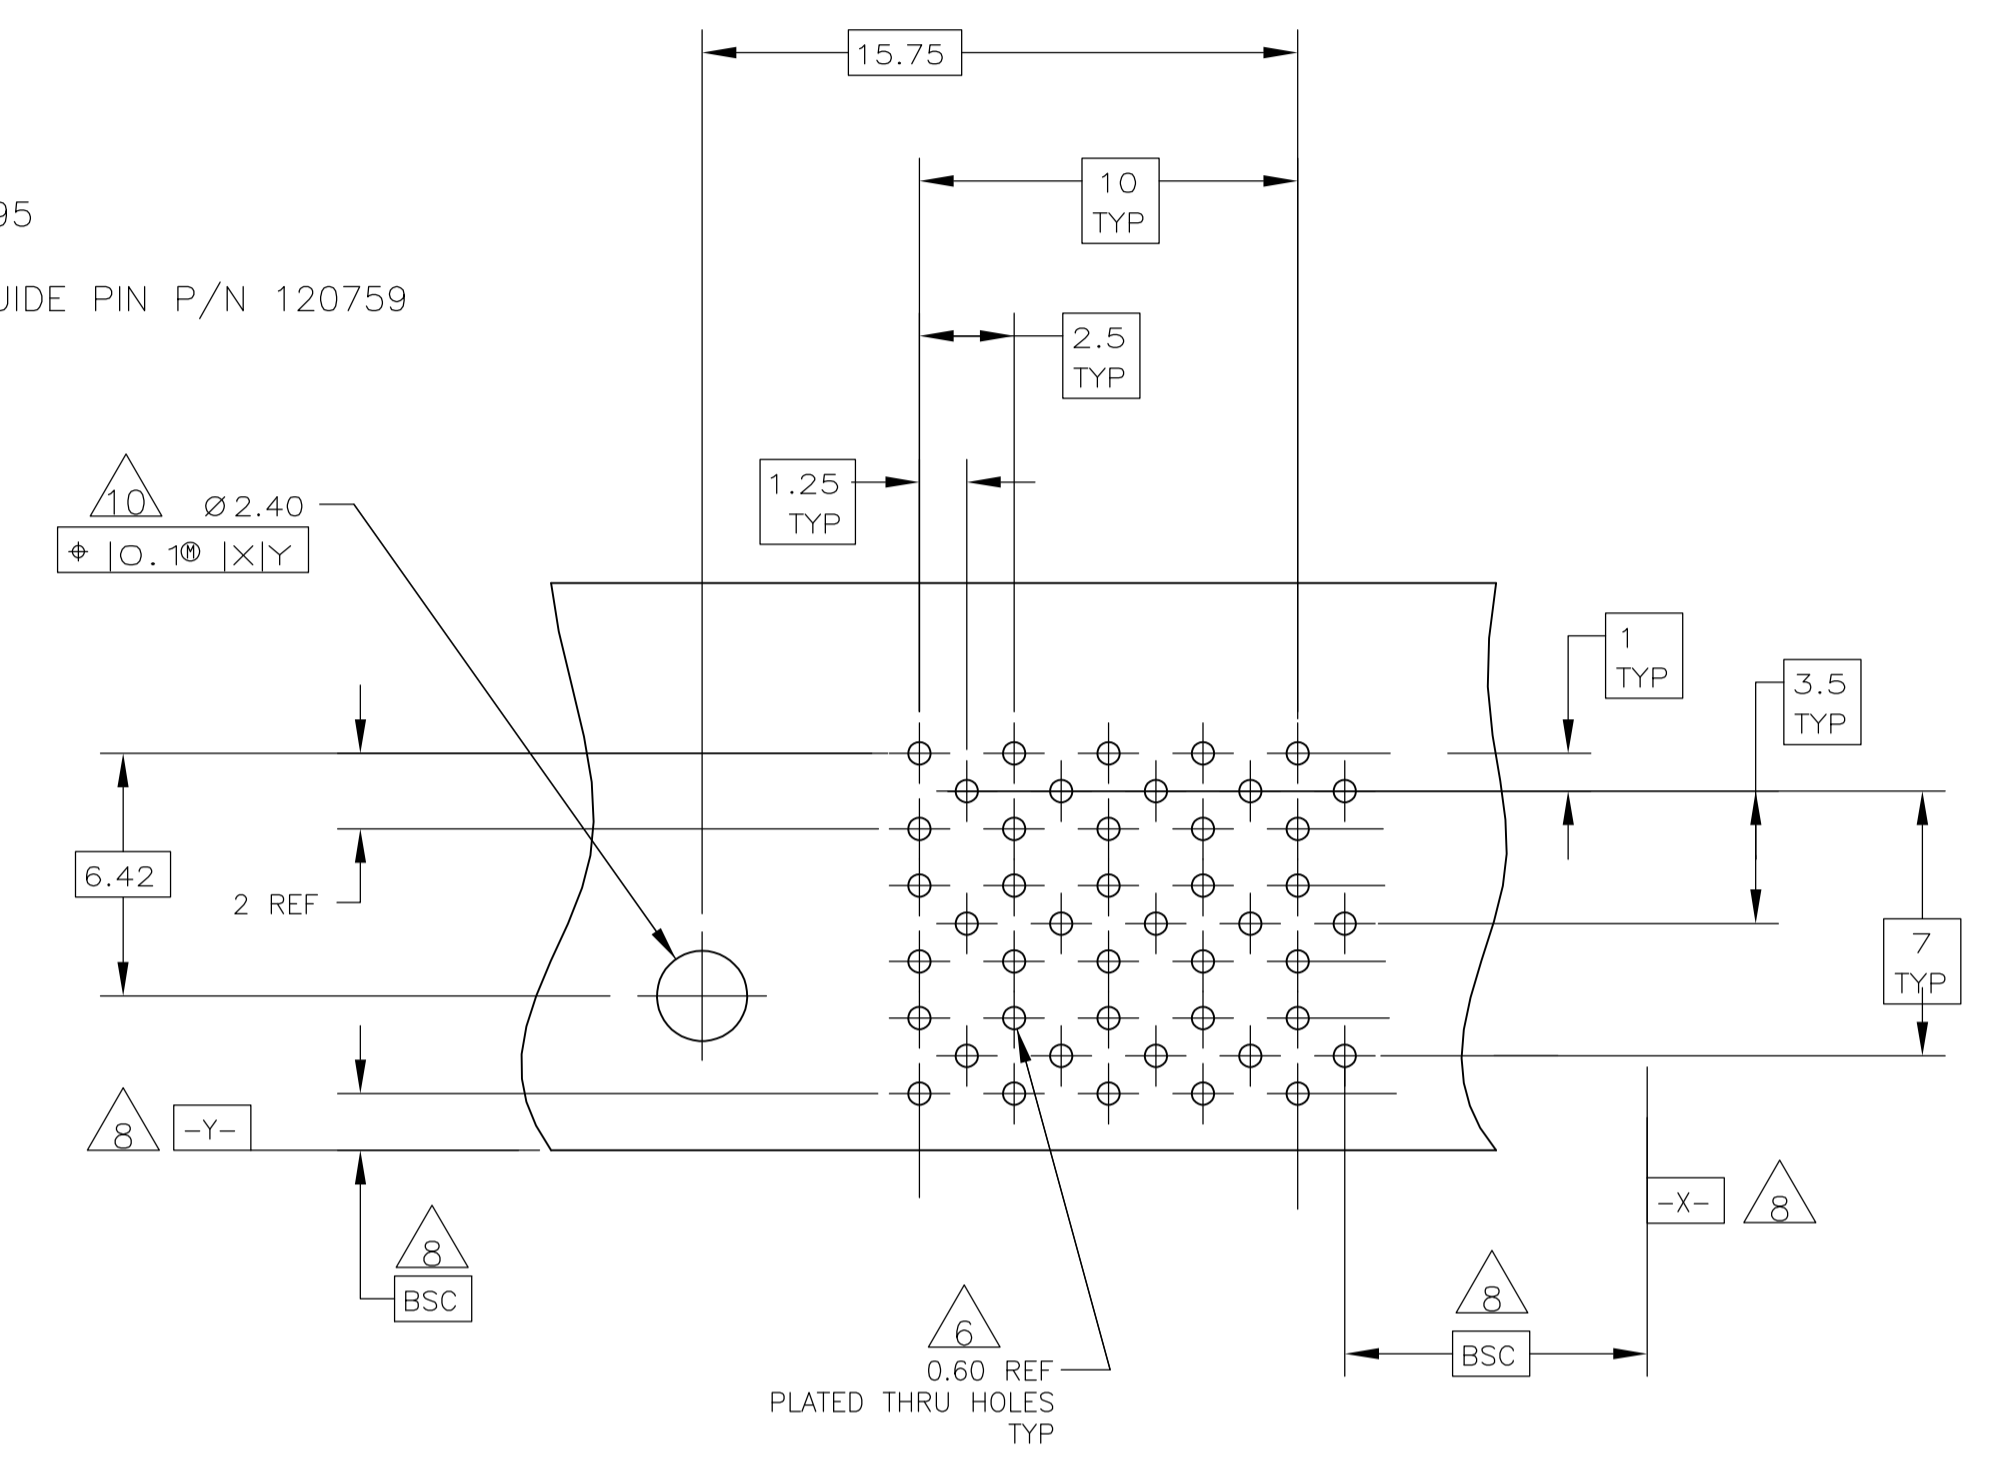 15.75
10
TYP
95
UIDE PIN P/N 120759
2.5
TYP
1.25
TYP
10 Ø2.40
⌖ |0.1Ⓜ |X|Y
1
TYP
3.5
TYP
6.42
2 REF
7
TYP
8 -Y-
8
BSC
-X- 8
8
BSC
6
0.60 REF
PLATED THRU HOLES
TYP